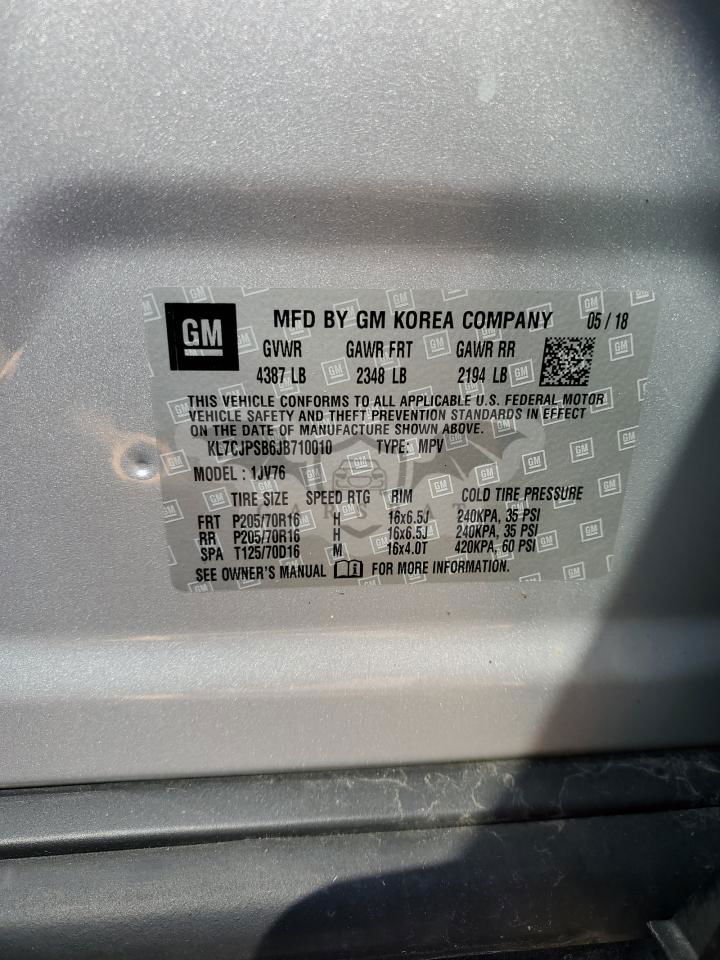 GM MFD BY GM KOREA COMPANY 05 / 18
GVWR GAWR FRT GAWR RR
4387 LB 2348 LB 2194 LB
THIS VEHICLE CONFORMS TO ALL APPLICABLE U.S. FEDERAL MOTOR
VEHICLE SAFETY AND THEFT PREVENTION STANDARDS IN EFFECT
ON THE DATE OF MANUFACTURE SHOWN ABOVE.
KL7CJPSB6JB710010 TYPE: MPV
MODEL : 1JV76
TIRE SIZE SPEED RTG RIM COLD TIRE PRESSURE
FRT P205/70R16 H 16x6.5J 240KPA, 35 PSI
RR P205/70R16 H 16x6.5J 240KPA, 35 PSI
SPA T125/70D16 M 16x4.0T 420KPA, 60 PSI
SEE OWNER'S MANUAL FOR MORE INFORMATION.